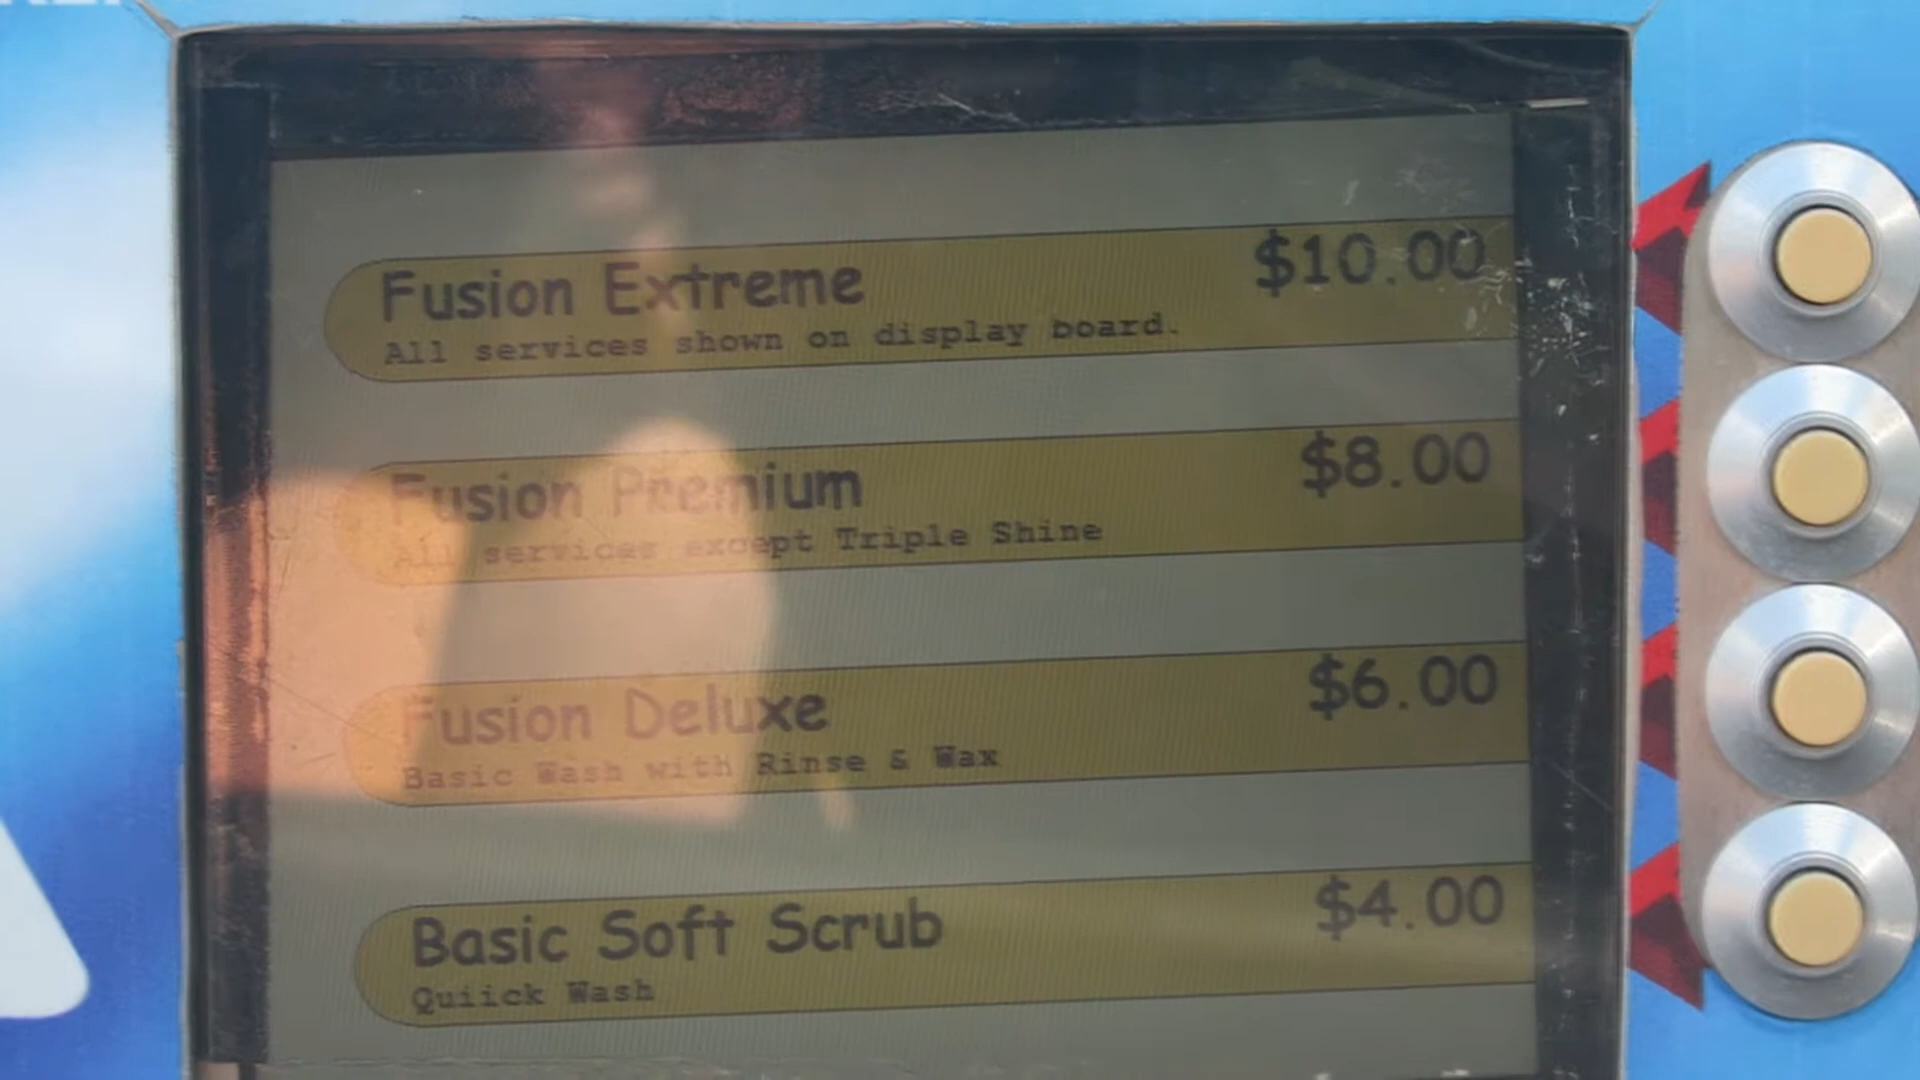 Fusion Extreme $10.00
All services shown on display board.
Fusion Premium $8.00
All services except Triple Shine
Fusion Deluxe $6.00
Basic Wash with Rinse & Wax
Basic Soft Scrub $4.00
Quiick Wash